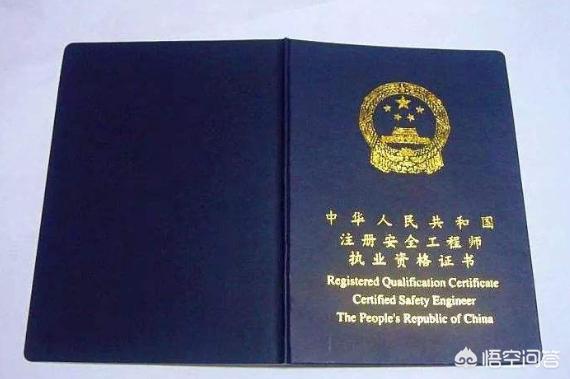 中华人民共和国
注册安全工程师
执业资格证书
Registered Qualification Certificate
Certified Safety Engineer
The People's Republic of China
悟空问答